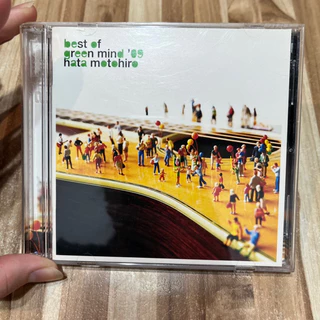 best of
green mind '09
hata motohiro